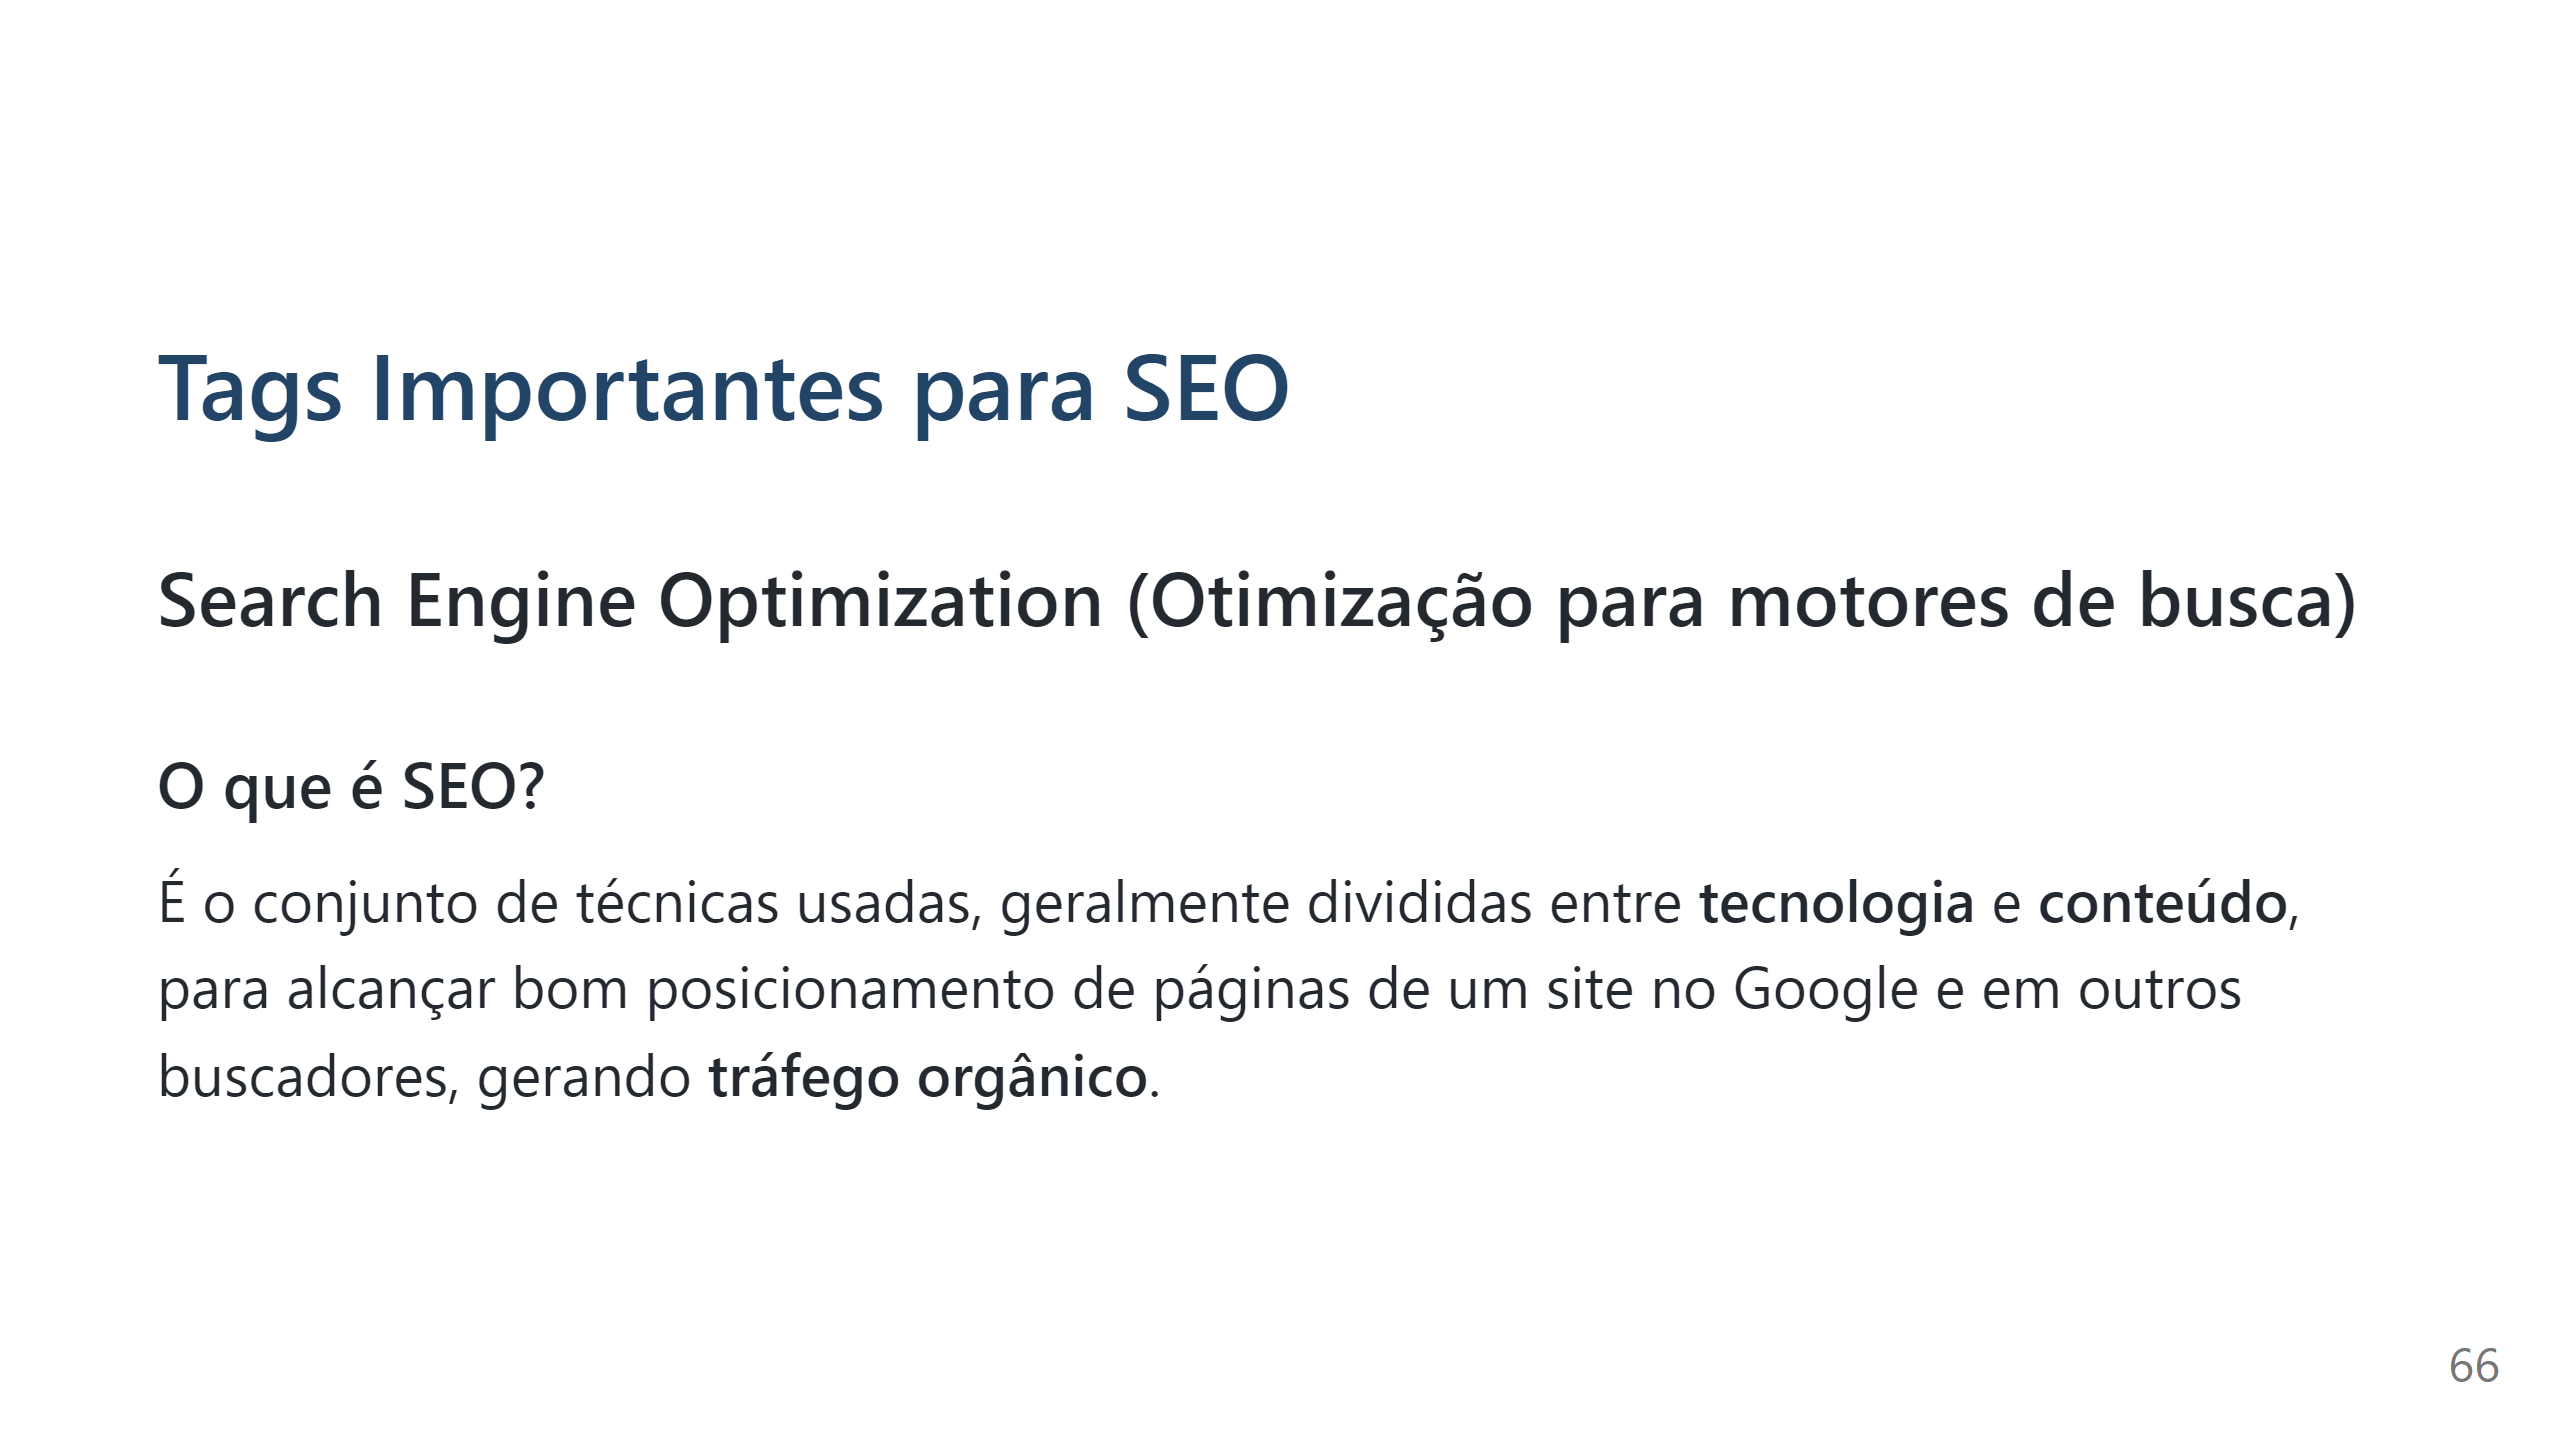 Tags Importantes para SEO
Search Engine Optimization (Otimização para motores de busca)
O que é SEO?
É o conjunto de técnicas usadas, geralmente divididas entre tecnologia e conteúdo,
para alcançar bom posicionamento de páginas de um site no Google e em outros
buscadores, gerando tráfego orgânico.
66